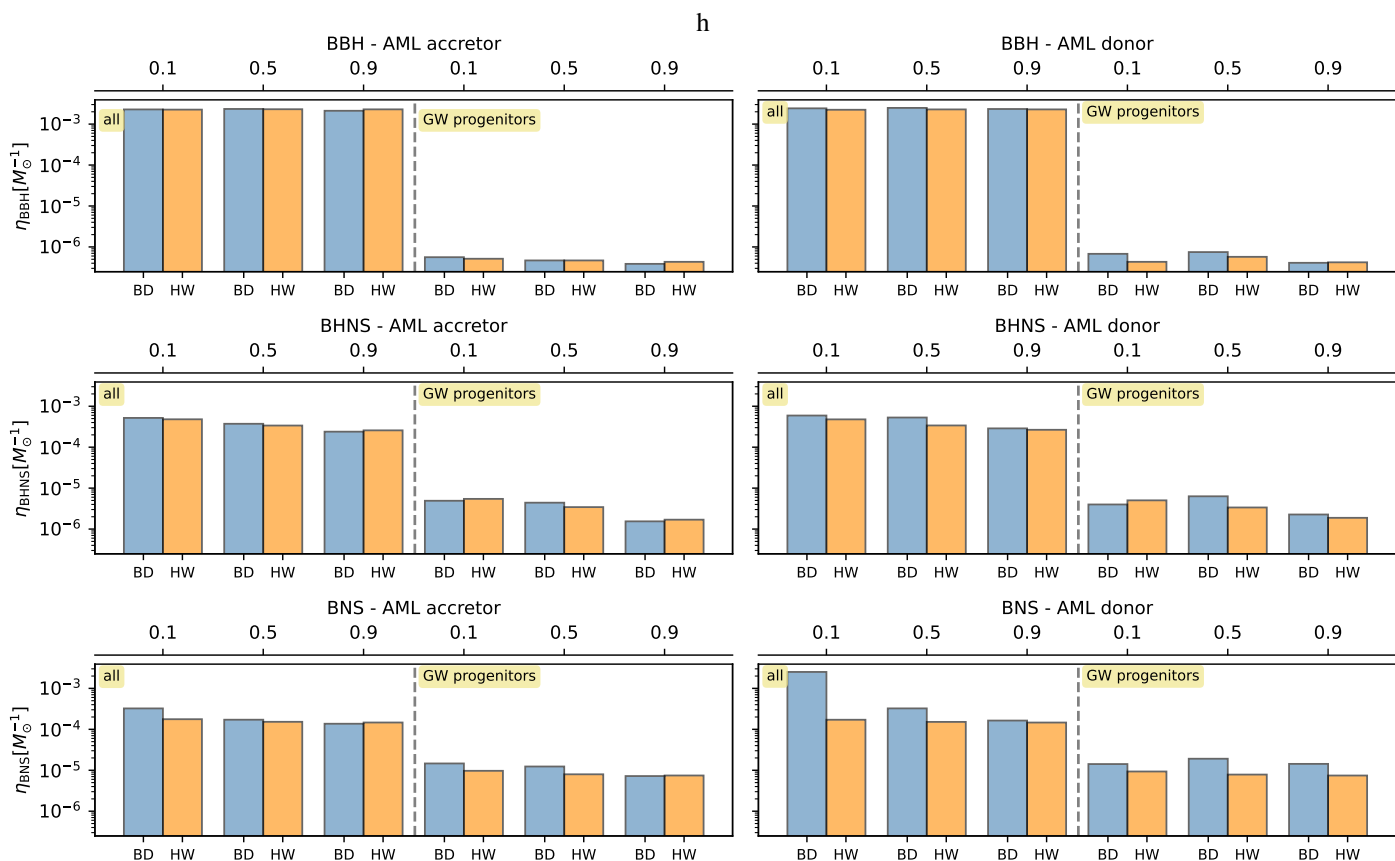 h
BBH - AML accretor
0.1 0.5 0.9 0.1 0.5 0.9
all GW progenitors
10⁻³
10⁻⁴
10⁻⁵
10⁻⁶
η_BBH[M_⊙⁻¹]
BD HW BD HW BD HW BD HW BD HW BD HW
BBH - AML donor
0.1 0.5 0.9 0.1 0.5 0.9
all GW progenitors
BD HW BD HW BD HW BD HW BD HW BD HW
BHNS - AML accretor
0.1 0.5 0.9 0.1 0.5 0.9
all GW progenitors
10⁻³
10⁻⁴
10⁻⁵
10⁻⁶
η_BHNS[M_⊙⁻¹]
BD HW BD HW BD HW BD HW BD HW BD HW
BHNS - AML donor
0.1 0.5 0.9 0.1 0.5 0.9
all GW progenitors
BD HW BD HW BD HW BD HW BD HW BD HW
BNS - AML accretor
0.1 0.5 0.9 0.1 0.5 0.9
all GW progenitors
10⁻³
10⁻⁴
10⁻⁵
10⁻⁶
η_BNS[M_⊙⁻¹]
BD HW BD HW BD HW BD HW BD HW BD HW
BNS - AML donor
0.1 0.5 0.9 0.1 0.5 0.9
all GW progenitors
BD HW BD HW BD HW BD HW BD HW BD HW